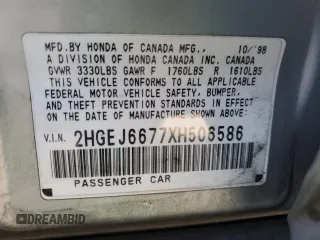 MFD.BY HONDA OF CANADA MFG., 10/'98
A DIVISION OF HONDA CANADA INC. CANADA
GVWR 3330LBS GAWR F 1760LBS R 1610LBS
THIS VEHICLE CONFORMS TO ALL APPLICABLE
FEDERAL MOTOR VEHICLE SAFETY, BUMPER,
AND THEFT PREVENTION STANDARDS IN EFFECT
ON THE DATE OF MANUFACTURE SHOWN ABOVE.
V.I.N. 2HGEJ6677XH506586
PASSENGER CAR
© DREAMBID